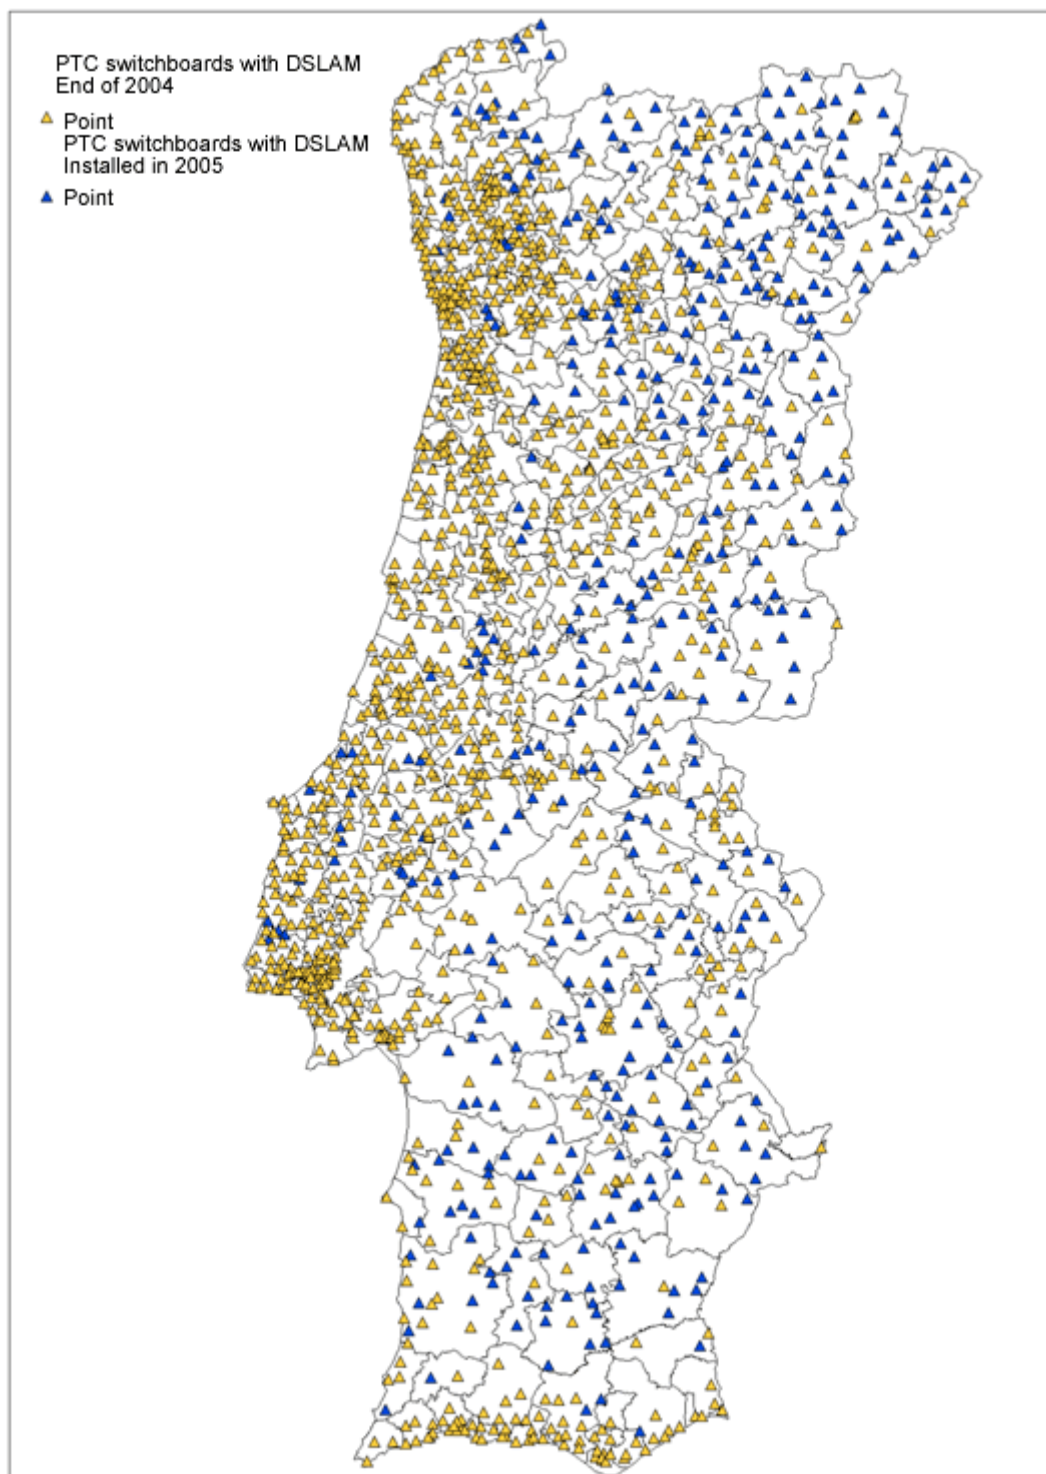 PTC switchboards with DSLAM
End of 2004
Point
PTC switchboards with DSLAM
Installed in 2005
Point